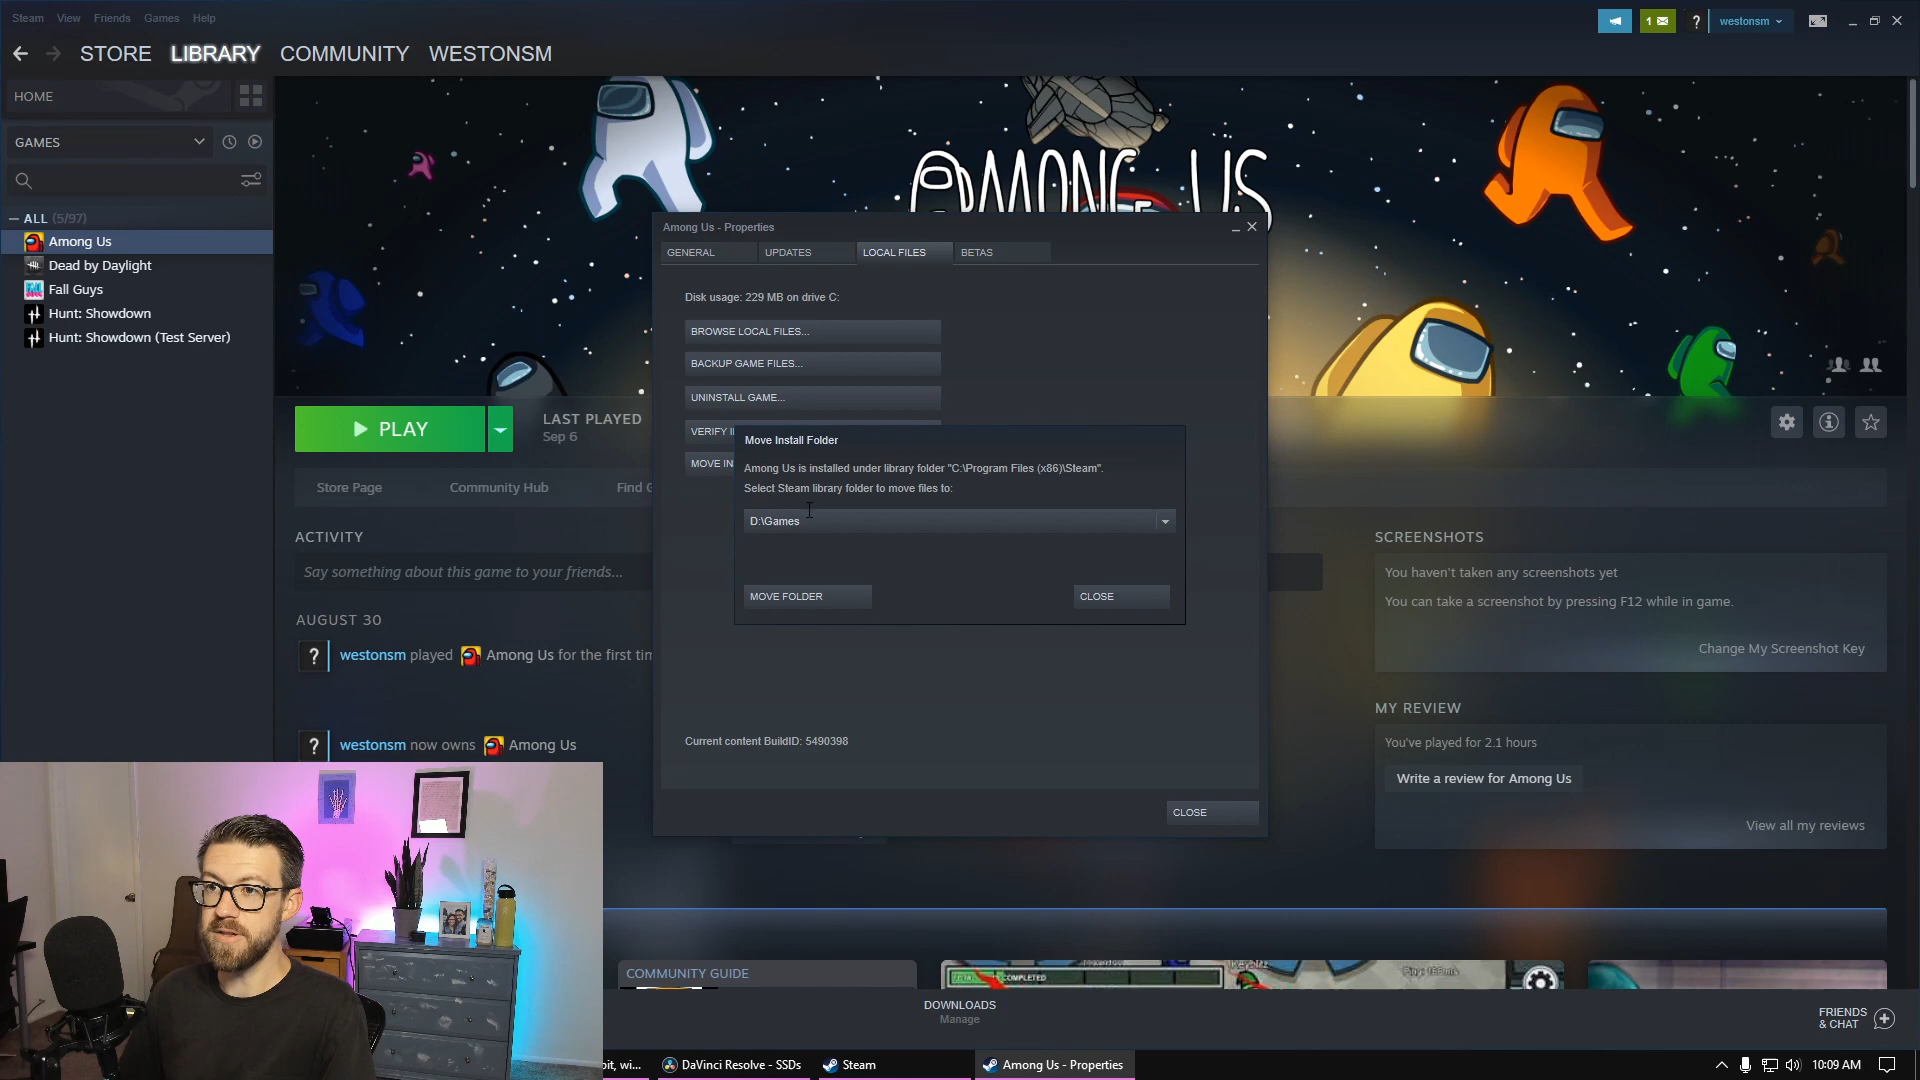 Steam View Friends Games Help
1
?
westonsm
STORE LIBRARY COMMUNITY WESTONSM
HOME
GAMES
ALL (5/97)
Among Us
Dead by Daylight
Fall Guys
Hunt: Showdown
Hunt: Showdown (Test Server)
AMONG US
Among Us - Properties
GENERAL UPDATES LOCAL FILES BETAS
Disk usage: 229 MB on drive C:
BROWSE LOCAL FILES...
BACKUP GAME FILES...
UNINSTALL GAME...
VERIFY I
MOVE IN
Move Install Folder
Among Us is installed under library folder "C:\Program Files (x86)\Steam".
Select Steam library folder to move files to:
D:\Games
MOVE FOLDER
CLOSE
Current content BuildID: 5490398
CLOSE
PLAY
LAST PLAYED
Sep 6
Store Page
Community Hub
Find
ACTIVITY
Say something about this game to your friends...
AUGUST 30
? westonsm played Among Us for the first tim
? westonsm now owns Among Us
SCREENSHOTS
You haven't taken any screenshots yet
You can take a screenshot by pressing F12 while in game.
Change My Screenshot Key
MY REVIEW
You've played for 2.1 hours
Write a review for Among Us
View all my reviews
COMMUNITY GUIDE
COMPLETED
DOWNLOADS
Manage
FRIENDS
& CHAT
bit, wi...
DaVinci Resolve - SSDs
Steam
Among Us - Properties
10:09 AM